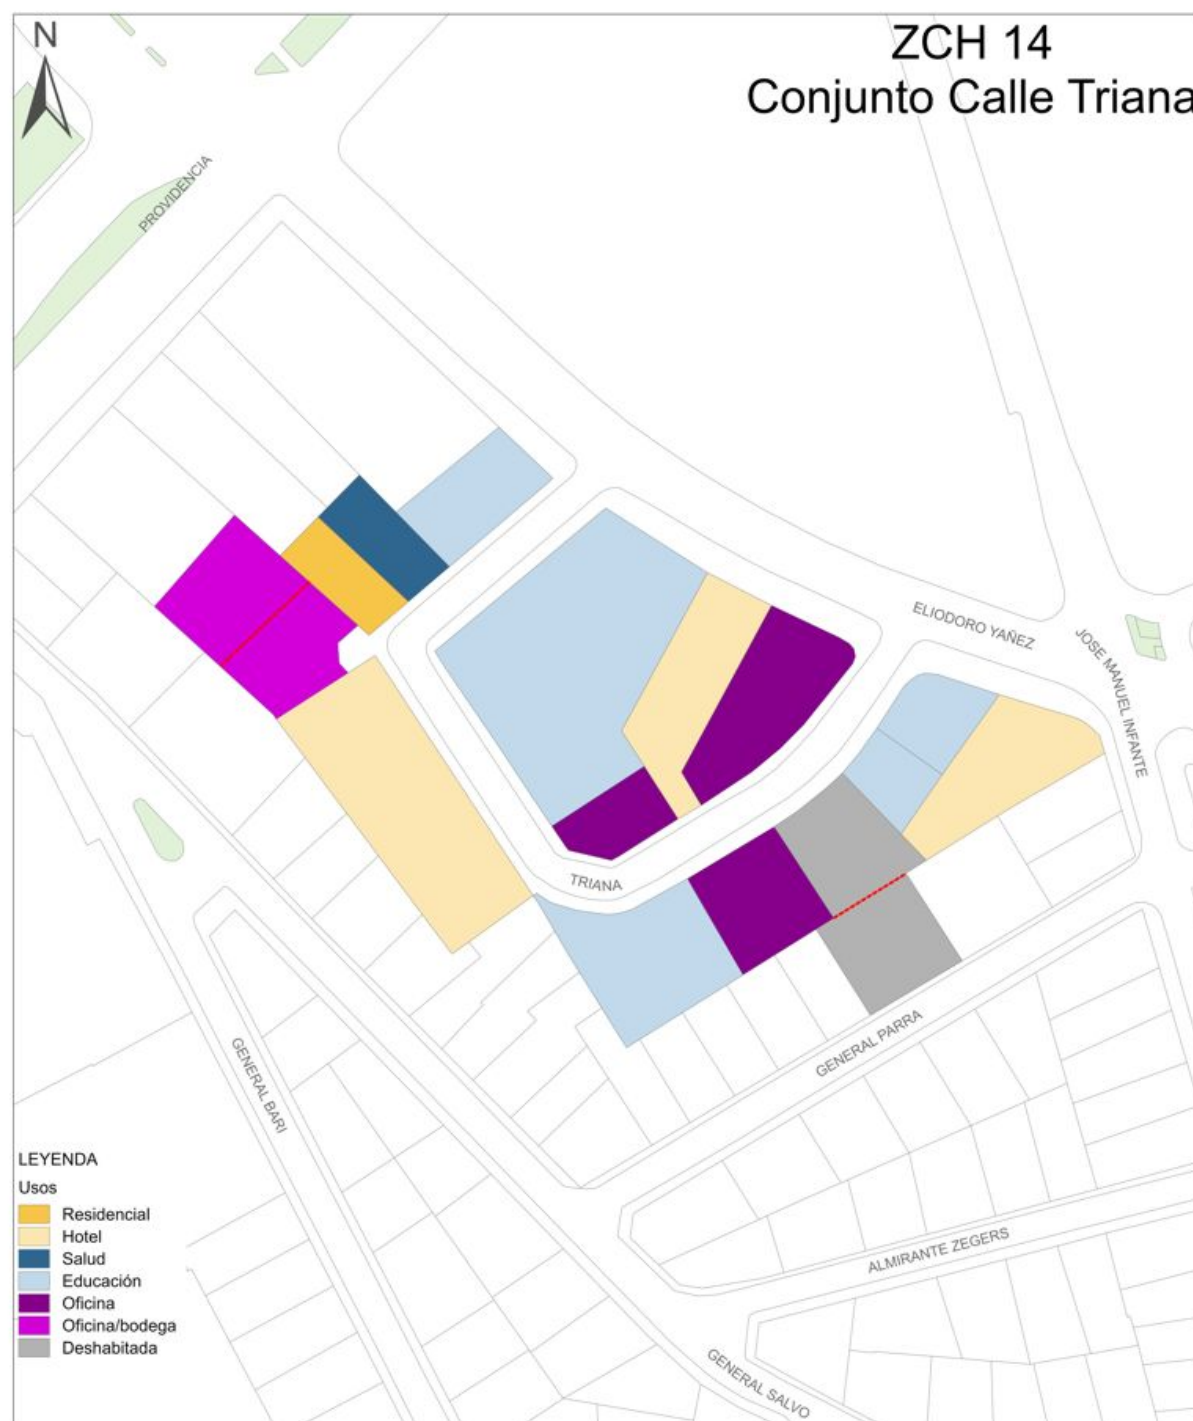 N
ZCH 14
Conjunto Calle Triana
PROVIDENCIA
ELIODORO YAÑEZ
JOSE MANUEL INFANTE
TRIANA
GENERAL PARRA
GENERAL BARI
ALMIRANTE ZEGERS
GENERAL SALVO
LEYENDA
Usos
Residencial
Hotel
Salud
Educación
Oficina
Oficina/bodega
Deshabitada